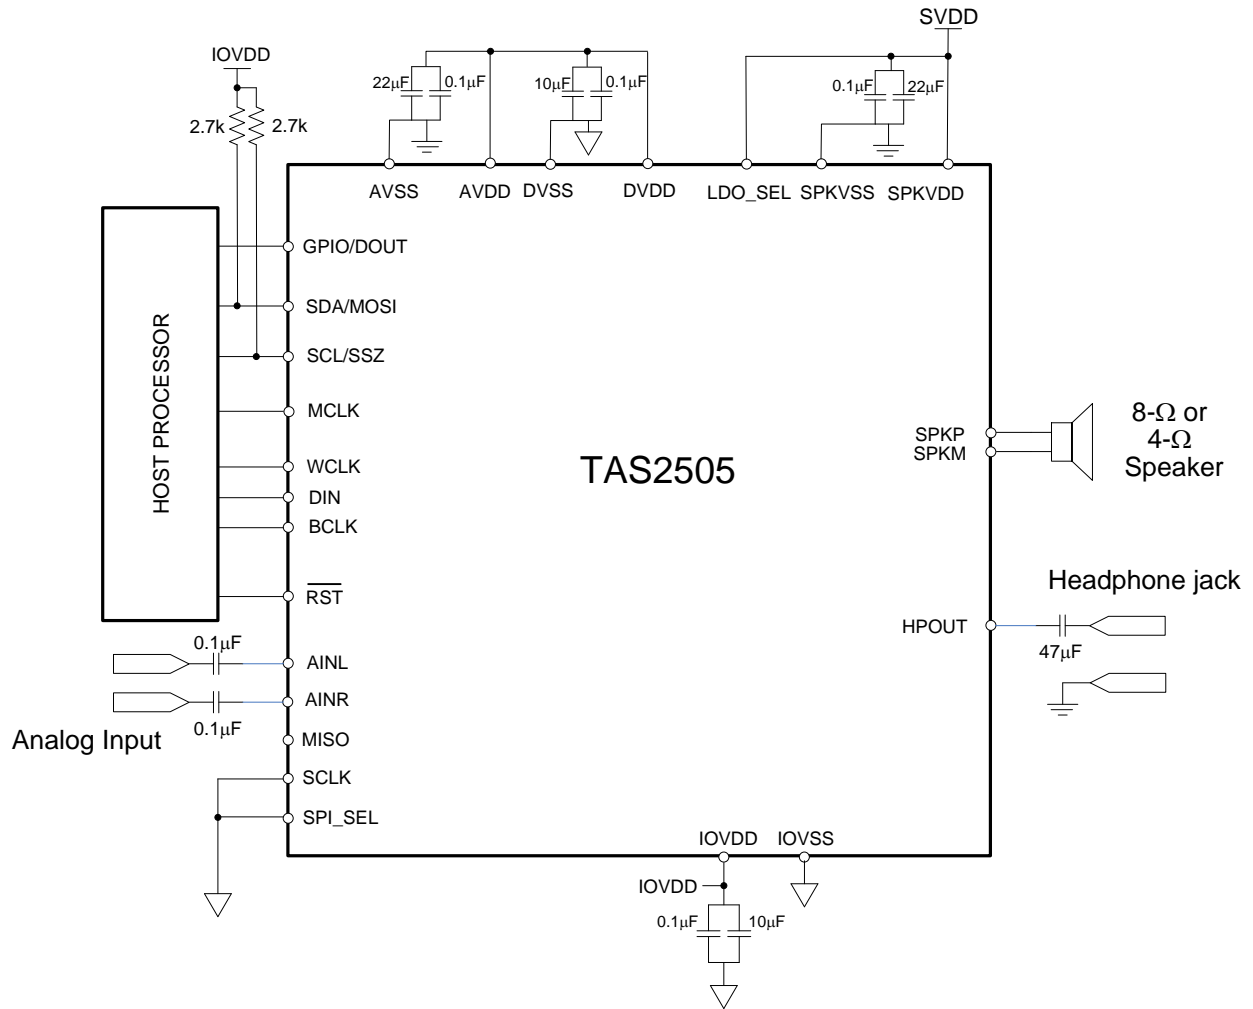 SVDD
IOVDD
22μF
0.1μF
10μF
0.1μF
0.1μF
22μF
2.7k
2.7k
AVSS
AVDD
DVSS
DVDD
LDO_SEL
SPKVSS
SPKVDD
HOST PROCESSOR
GPIO/DOUT
SDA/MOSI
SCL/SSZ
MCLK
WCLK
DIN
BCLK
RST
TAS2505
SPKP
SPKM
8-Ω or
4-Ω
Speaker
Headphone jack
HPOUT
47μF
0.1μF
AINL
AINR
0.1μF
Analog Input
MISO
SCLK
SPI_SEL
IOVDD
IOVSS
IOVDD
0.1μF
10μF